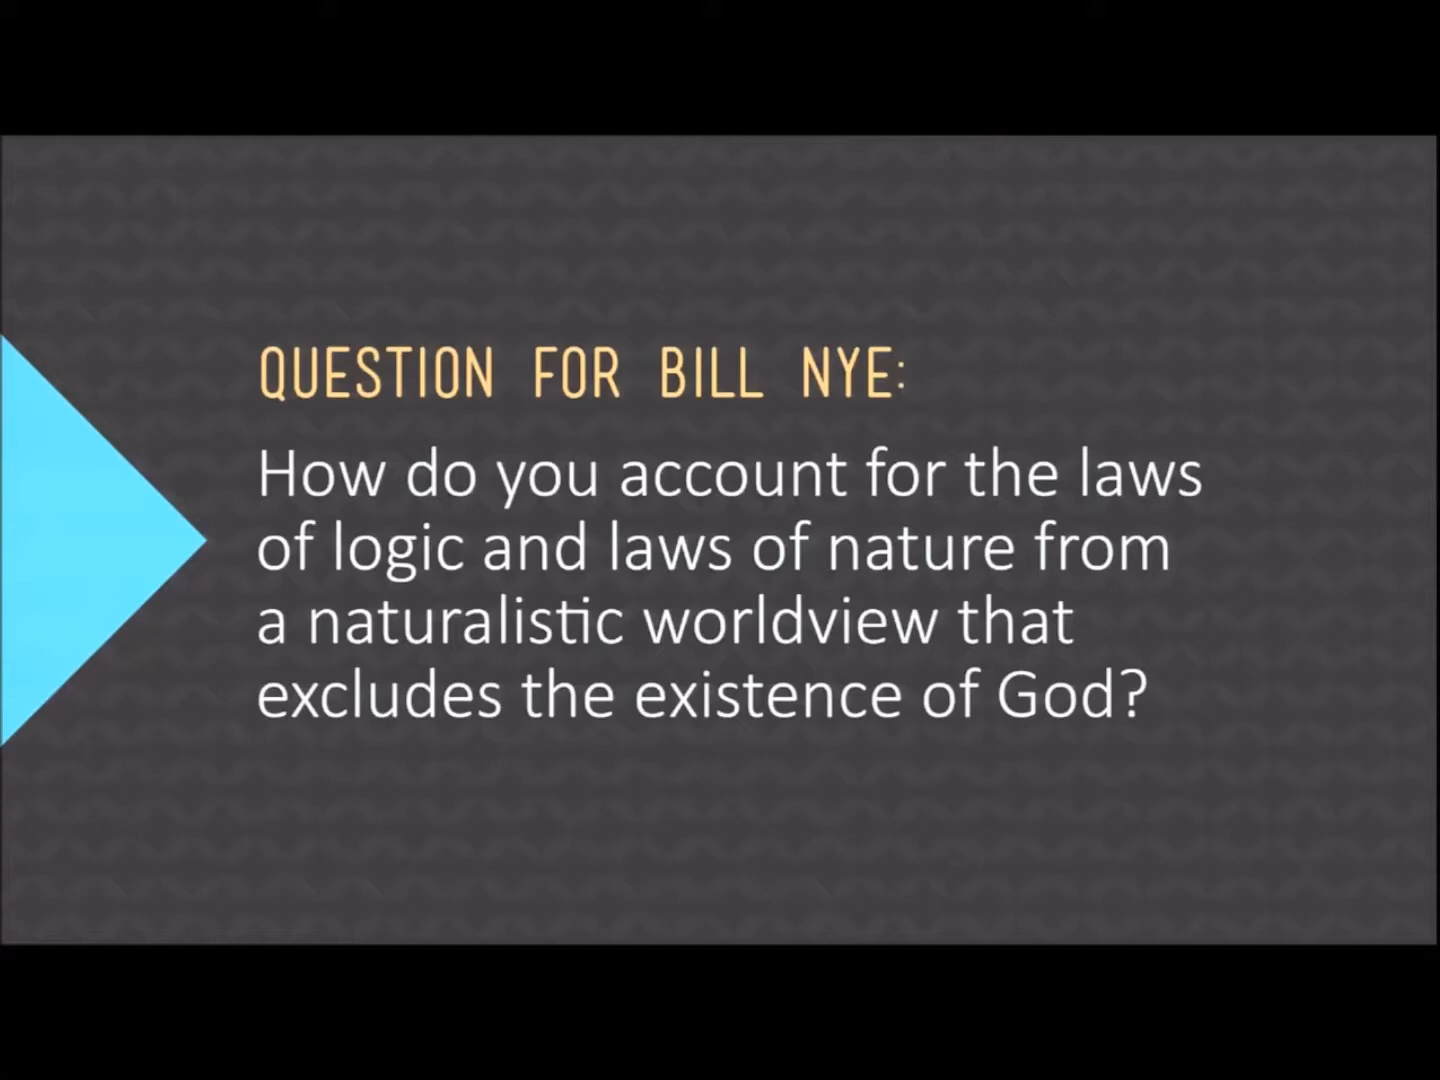 QUESTION FOR BILL NYE:
How do you account for the laws
of logic and laws of nature from
a naturalistic worldview that
excludes the existence of God?